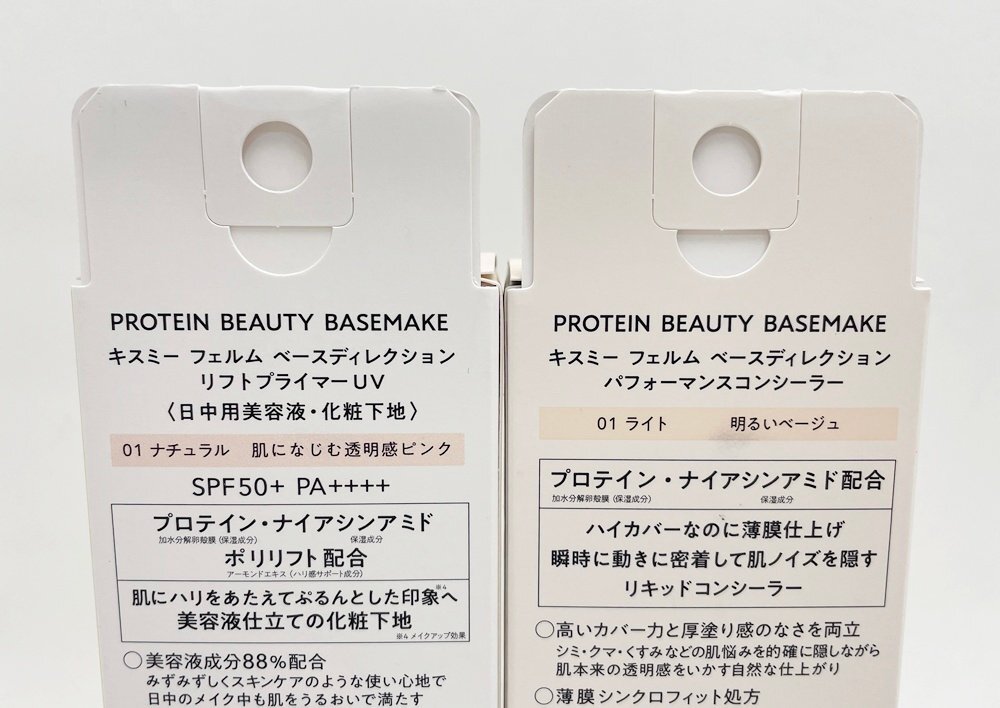 PROTEIN BEAUTY BASEMAKE
キスミー フェルム ベースディレクション
リフトプライマーUV
〈日中用美容液・化粧下地〉
01 ナチュラル 肌になじむ透明感ピンク
SPF50+ PA++++
プロテイン・ナイアシンアミド
加水分解卵殻膜（保湿成分） 保湿成分
ポリリフト配合
アーモンドエキス（ハリ感サポート成分）
肌にハリをあたえてぷるんとした印象へ※4
美容液仕立ての化粧下地
※4 メイクアップ効果
○美容液成分88%配合
みずみずしくスキンケアのような使い心地で
日中のメイク中も肌をうるおいで満たす
PROTEIN BEAUTY BASEMAKE
キスミー フェルム ベースディレクション
パフォーマンスコンシーラー
01 ライト 明るいベージュ
プロテイン・ナイアシンアミド配合
加水分解卵殻膜（保湿成分） 保湿成分
ハイカバーなのに薄膜仕上げ
瞬時に動きに密着して肌ノイズを隠す
リキッドコンシーラー
○高いカバー力と厚塗り感のなさを両立
シミ・クマ・くすみなどの肌悩みを的確に隠しながら
肌本来の透明感をいかす自然な仕上がり
○薄膜シンクロフィット処方